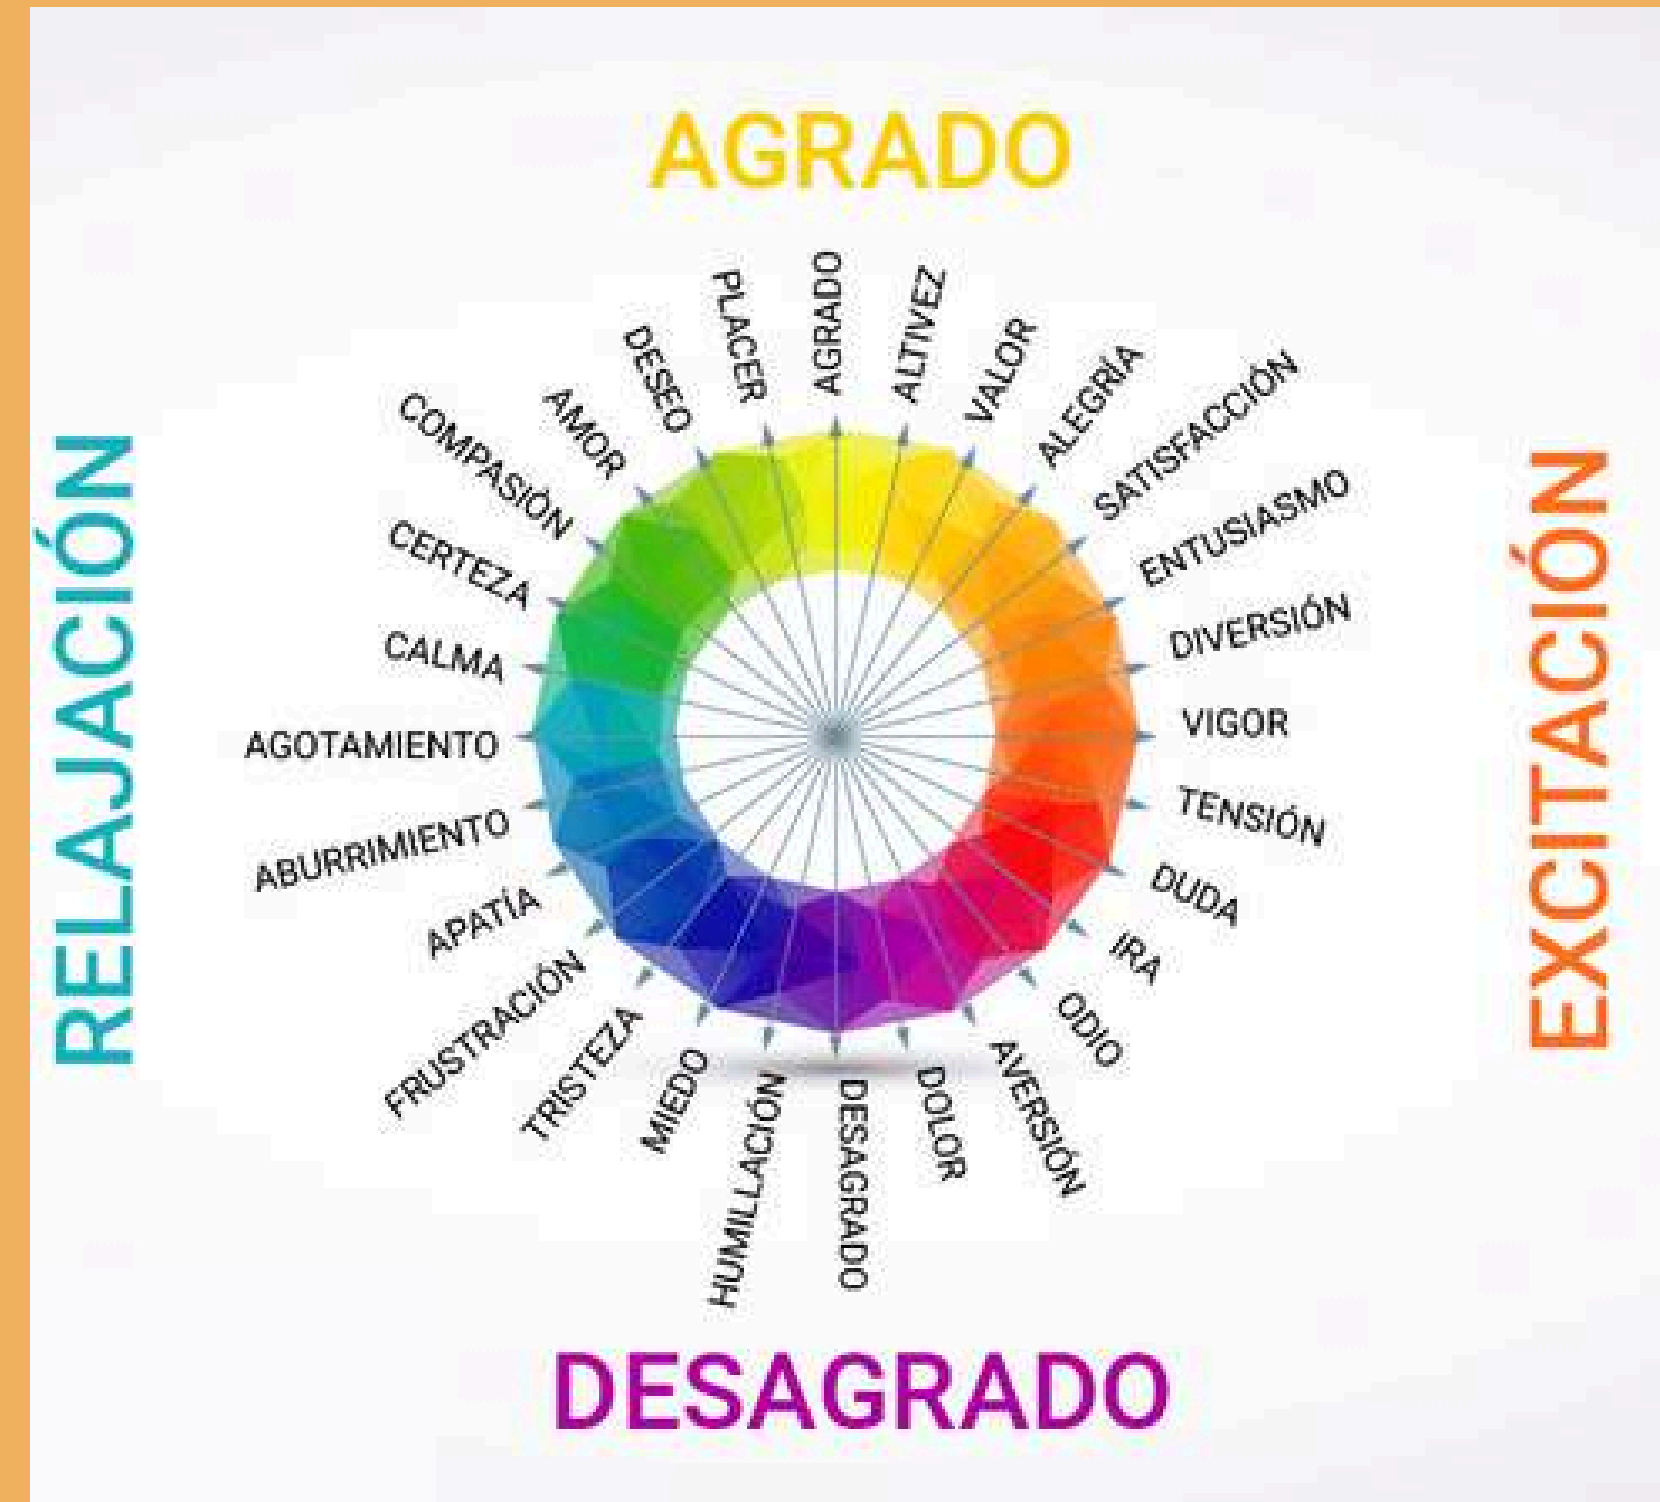 AGRADO
AGRADO
ALTIVEZ
VALOR
ALEGRÍA
SATISFACCIÓN
ENTUSIASMO
DIVERSIÓN
VIGOR
TENSIÓN
DUDA
IRA
ODIO
AVERSIÓN
DOLOR
DESAGRADO
HUMILLACIÓN
MIEDO
TRISTEZA
FRUSTRACIÓN
APATÍA
ABURRIMIENTO
AGOTAMIENTO
CALMA
CERTEZA
COMPASIÓN
AMOR
DESEO
PLACER
EXCITACIÓN
DESAGRADO
RELAJACIÓN